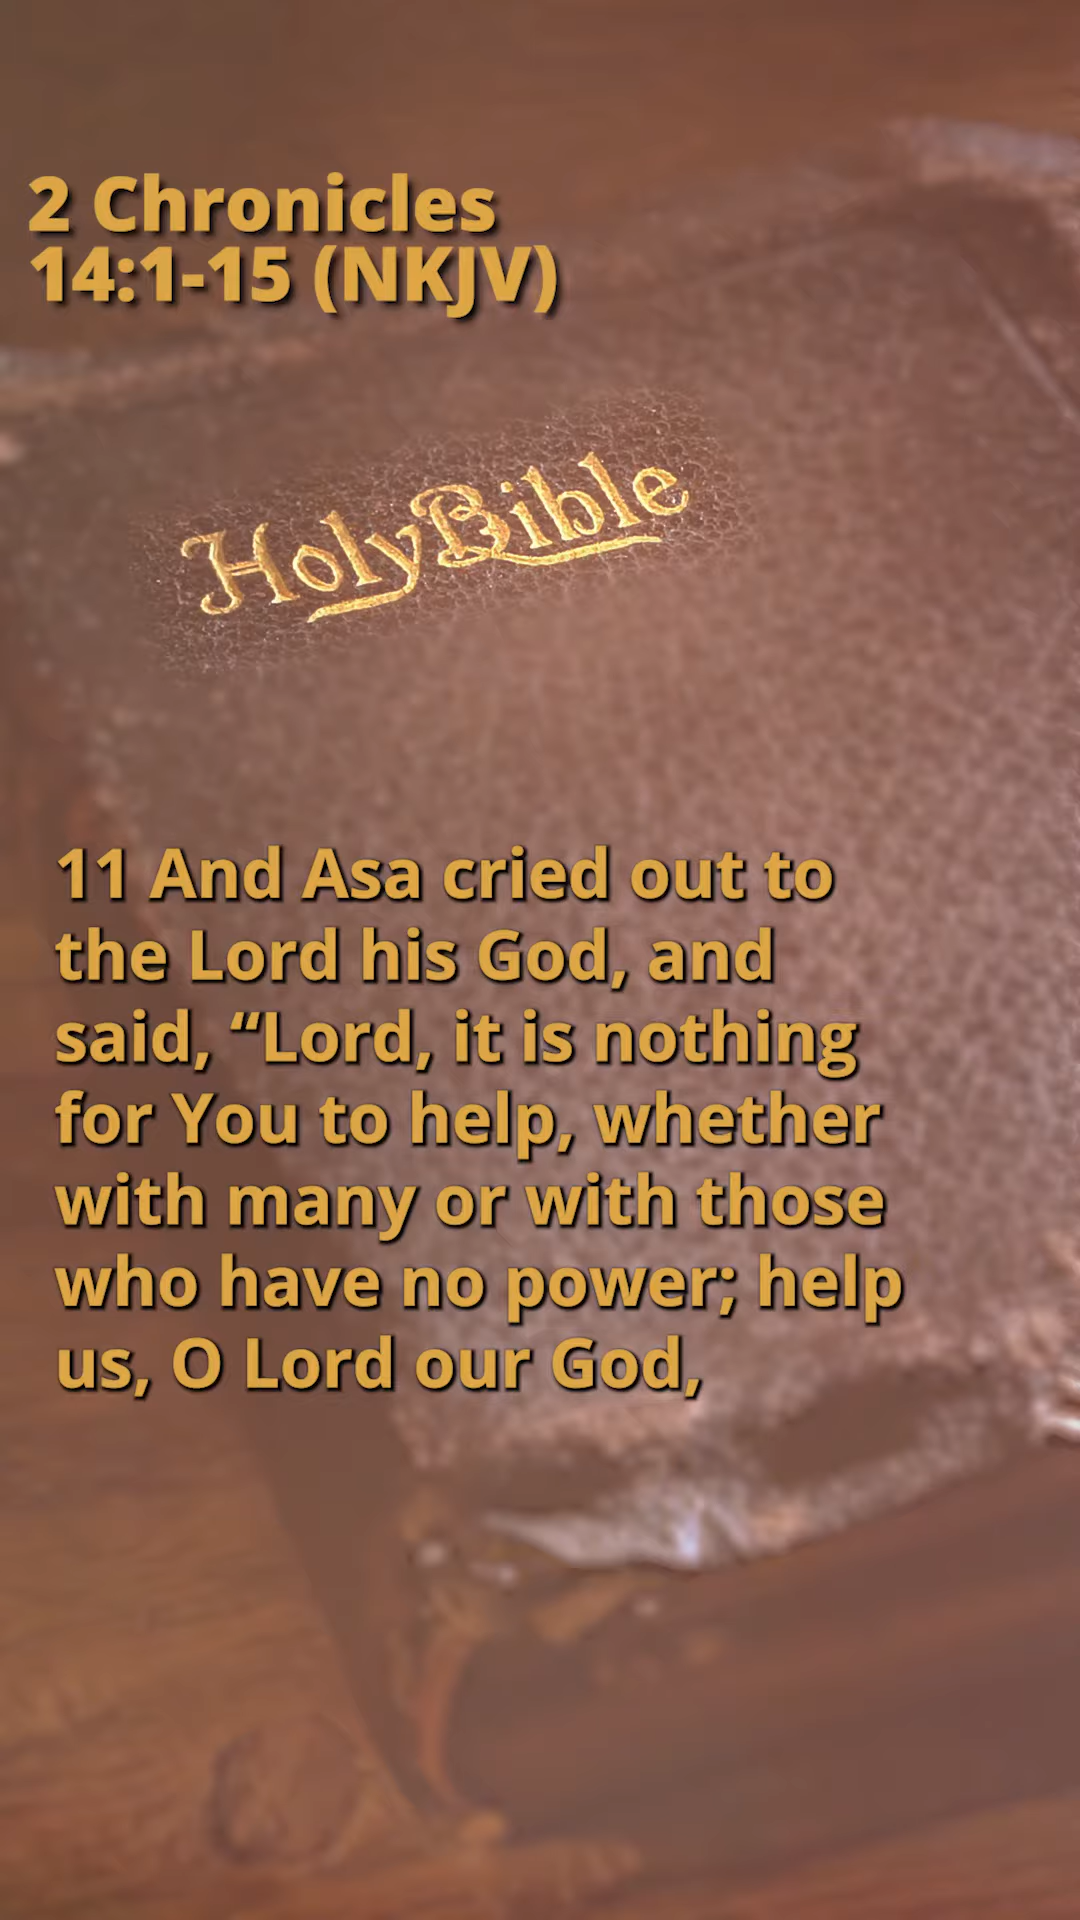 2 Chronicles
14:1-15 (NKJV)
Holy Bible
11 And Asa cried out to
the Lord his God, and
said, “Lord, it is nothing
for You to help, whether
with many or with those
who have no power; help
us, O Lord our God,